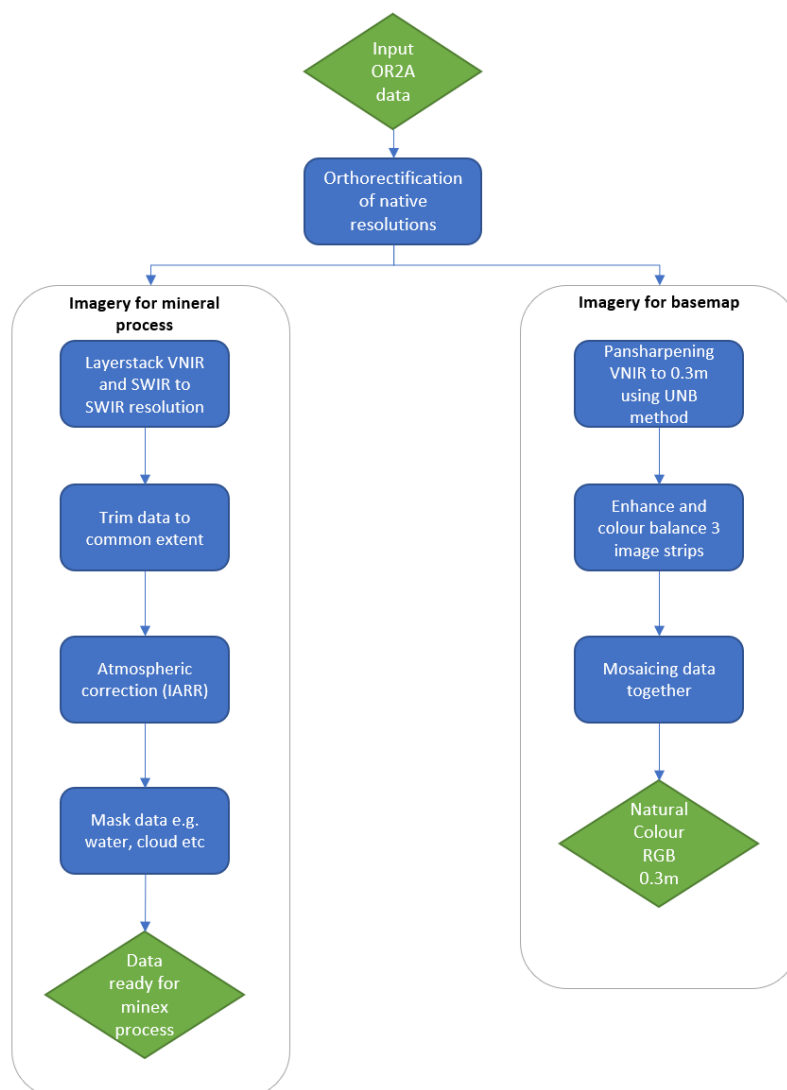 Input
OR2A
data
Orthorectification
of native
resolutions
Imagery for mineral
process
Layerstack VNIR
and SWIR to
SWIR resolution
Trim data to
common extent
Atmospheric
correction (IARR)
Mask data e.g.
water, cloud etc
Data
ready for
minex
process
Imagery for basemap
Pansharpening
VNIR to 0.3m
using UNB
method
Enhance and
colour balance 3
image strips
Mosaicing data
together
Natural
Colour
RGB
0.3m